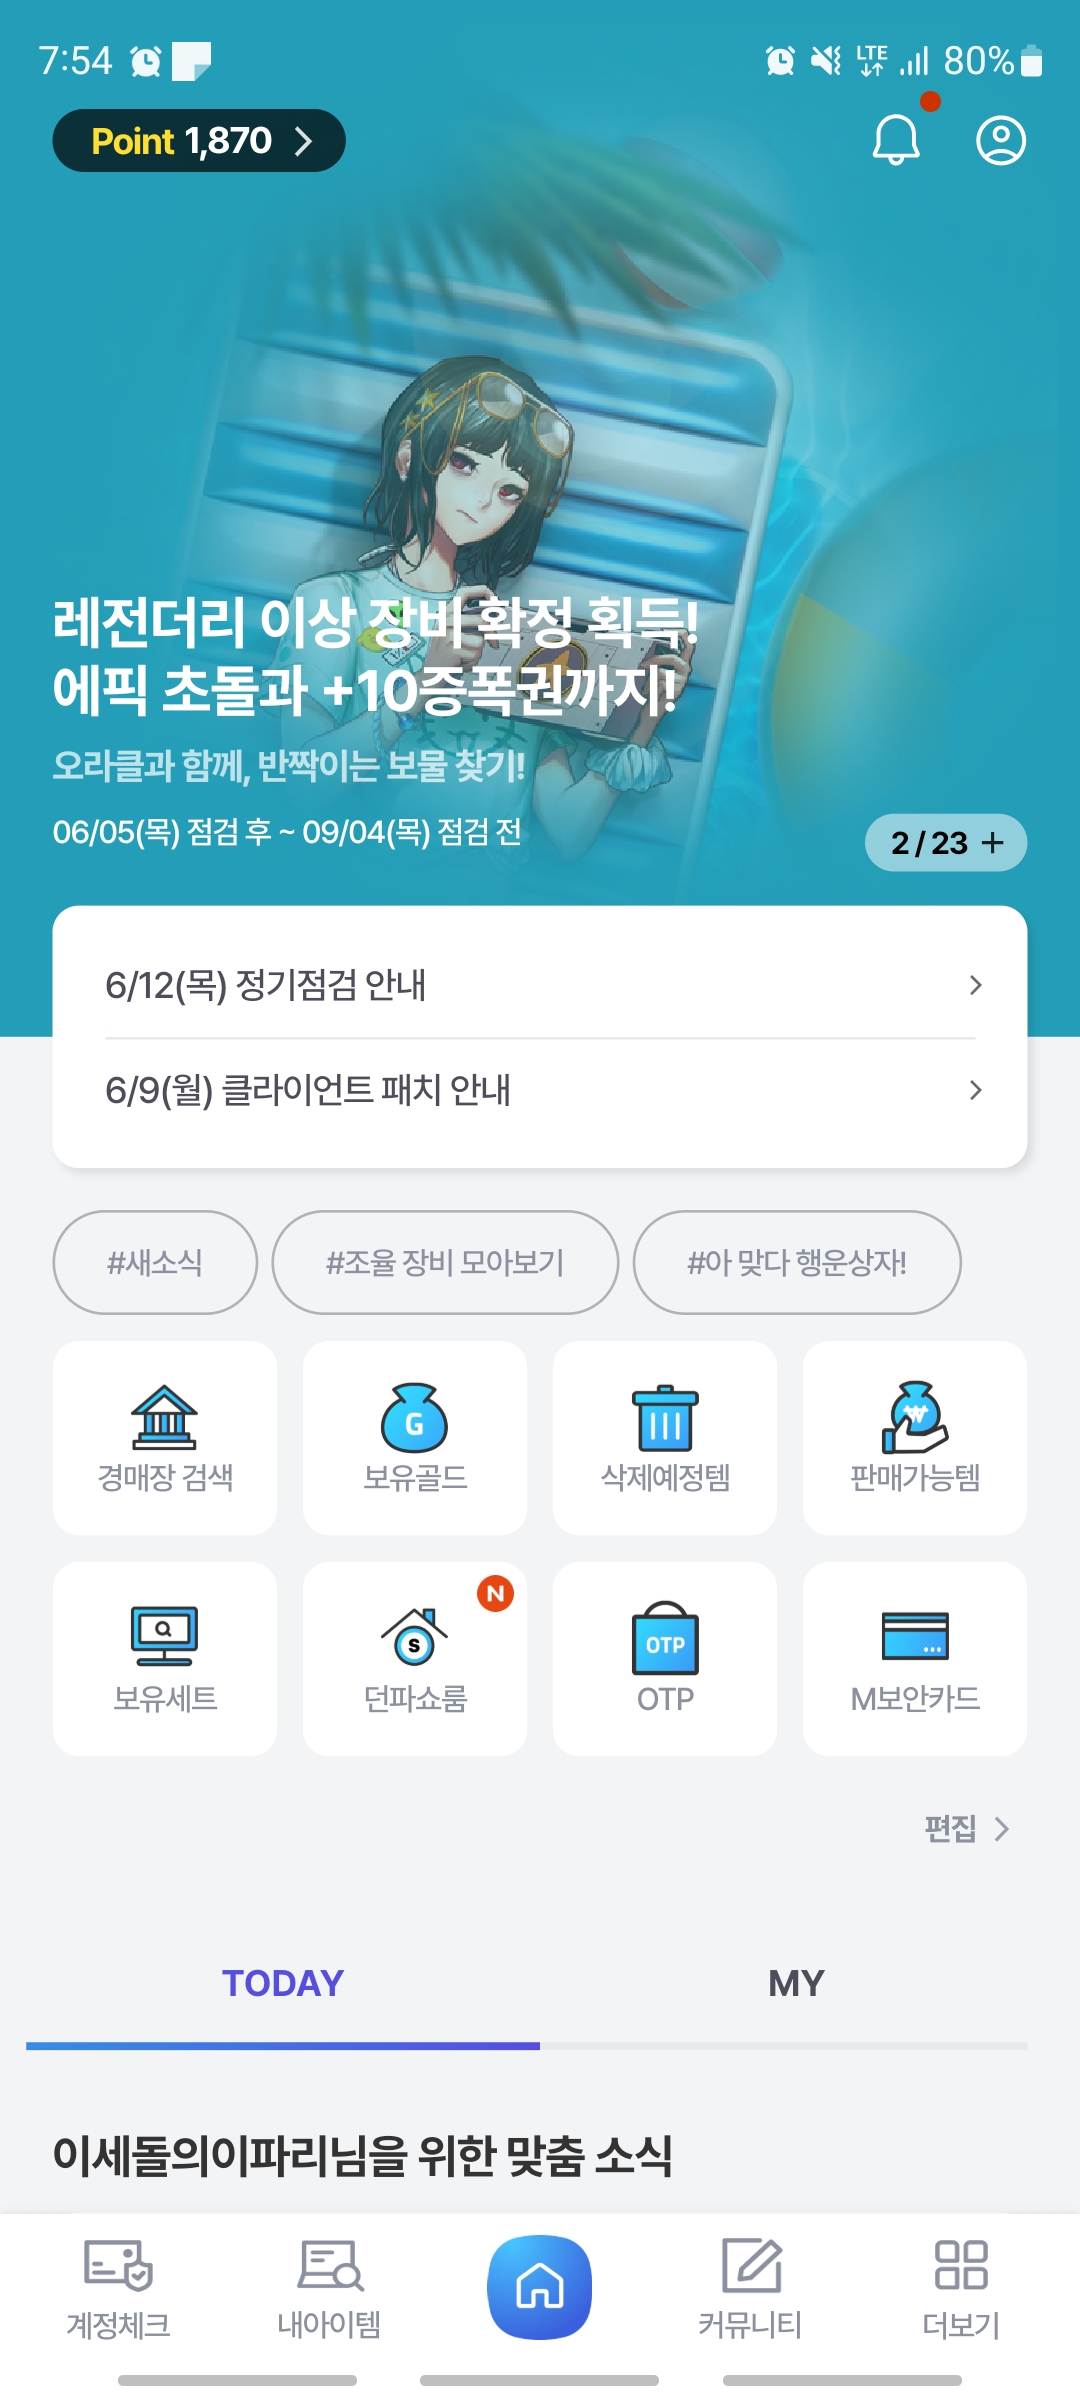 7:54
LTE 80%
Point 1,870
레전더리 이상 장비 확정 획득!
에픽 초돌과 +10증폭권까지!
오라클과 함께, 반짝이는 보물 찾기!
06/05(목) 점검 후 ~ 09/04(목) 점검 전
2 / 23 +
6/12(목) 정기점검 안내
6/9(월) 클라이언트 패치 안내
#새소식 #조율 장비 모아보기 #아 맞다 행운상자!
G ₩
경매장 검색 보유골드 삭제예정템 판매가능템
N
S OTP
보유세트 던파쇼룸 OTP M보안카드
편집
TODAY MY
이세돌의이파리님을 위한 맞춤 소식
계정체크 내아이템 커뮤니티 더보기